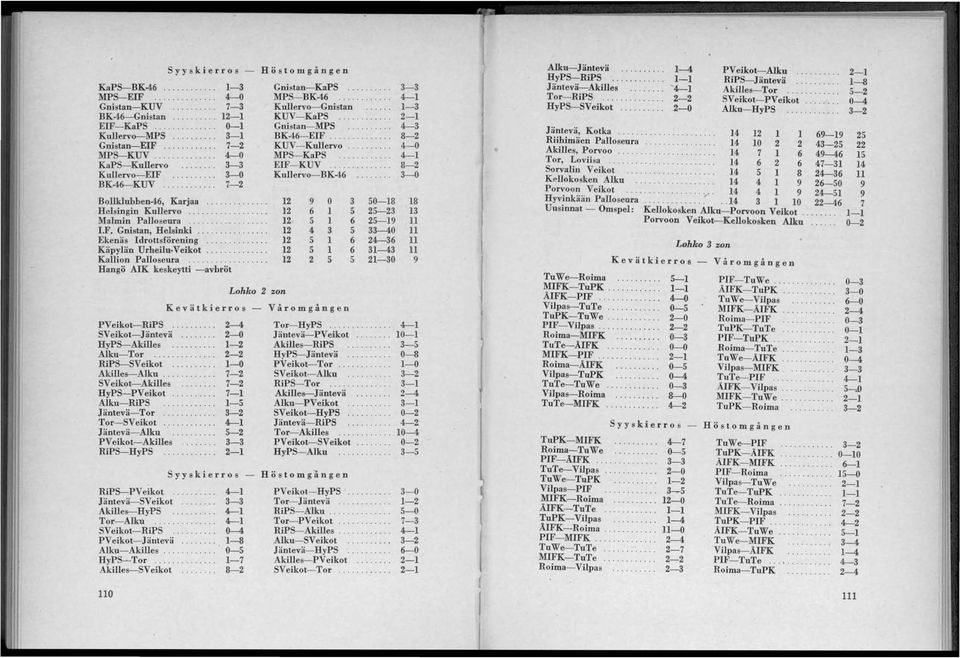 Syyskierros — Höstomgången
KaPS—BK-46 .......... 1—3
MPS—EIF .......... 4—0
Gnistan—KUV .......... 7—3
BK-46—Gnistan .......... 12—1
EIF—KaPS .......... 0—1
Kullervo—MPS .......... 3—1
Gnistan—EIF .......... 7—2
MPS—KUV .......... 4—0
KaPS—Kullervo .......... 3—3
Kullervo—EIF .......... 3—0
BK-46—KUV .......... 7—2
Gnistan—KaPS .......... 3—3
MPS—BK-46 .......... 4—1
Kullervo—Gnistan .......... 1—3
KUV—KaPS .......... 2—1
Gnistan—MPS .......... 4—3
BK-46—EIF .......... 8—2
KUV—Kullervo .......... 4—0
MPS—KaPS .......... 4—1
EIF—KUV .......... 8—2
Kullervo—BK-46 .......... 3—0
Bollklubben-46, Karjaa .......... 12 9 0 3 50—18 18
Helsingin Kullervo .......... 12 6 1 5 25—23 13
Malmin Palloseura .......... 12 5 1 6 25—19 11
I.F. Gnistan, Helsinki .......... 12 4 3 5 33—40 11
Ekenäs Idrottsförening .......... 12 5 1 6 24—36 11
Käpylän Urheilu-Veikot .......... 12 5 1 6 31—43 11
Kallion Palloseura .......... 12 2 5 5 21—30 9
Hangö AIK keskeytti —avbröt
Lohko 2 zon
Kevätkierros — Våromgången
PVeikot—RiPS .......... 2—4
SVeikot—Jäntevä .......... 2—0
HyPS—Akilles .......... 1—2
Alku—Tor .......... 2—2
RiPS—SVeikot .......... 1—0
Akilles—Alku .......... 7—2
SVeikot—Akilles .......... 7—2
HyPS—PVeikot .......... 7—1
Alku—RiPS .......... 1—5
Jäntevä—Tor .......... 3—2
Tor—SVeikot .......... 4—1
Jäntevä—Alku .......... 5—2
PVeikot—Akilles .......... 3—3
RiPS—HyPS .......... 2—1
Tor—HyPS .......... 4—1
Jäntevä—PVeikot .......... 10—1
Akilles—RiPS .......... 3—5
HyPS—Jäntevä .......... 0—8
PVeikot—Tor .......... 1—0
SVeikot—Alku .......... 3—2
RiPS—Tor .......... 3—1
Akilles—Jäntevä .......... 2—4
Alku—PVeikot .......... 3—1
SVeikot—HyPS .......... 0—2
Jäntevä—RiPS .......... 4—2
Tor—Akilles .......... 10—4
PVeikot—SVeikot .......... 0—2
HyPS—Alku .......... 3—5
Syyskierros — Höstomgången
RiPS—PVeikot .......... 4—1
Jäntevä—SVeikot .......... 3—3
Akilles—HyPS .......... 4—1
Tor—Alku .......... 4—1
SVeikot—RiPS .......... 0—4
PVeikot—Jäntevä .......... 1—8
Alku—Akilles .......... 0—5
HyPS—Tor .......... 1—7
Akilles—SVeikot .......... 8—2
PVeikot—HyPS .......... 3—0
Tor—Jäntevä .......... 1—2
RiPS—Alku .......... 5—0
Tor—PVeikot .......... 7—3
RiPS—Akilles .......... 4—1
Alku—SVeikot .......... 3—2
Jäntevä—HyPS .......... 6—0
Akilles—PVeikot .......... 2—1
SVeikot—Tor .......... 2—1
110
Alku—Jäntevä .......... 1—4
HyPS—RiPS .......... 1—1
Jäntevä—Akilles .......... 4—1
Tor—RiPS .......... 2—2
HyPS—SVeikot .......... 2—0
PVeikot—Alku .......... 2—1
RiPS—Jäntevä .......... 1—8
Akilles—Tor .......... 5—2
SVeikot—PVeikot .......... 0—4
Alku—HyPS .......... 3—2
Jäntevä, Kotka .......... 14 12 1 1 69—19 25
Riihimäen Palloseura .......... 14 10 2 2 43—25 22
Akilles, Porvoo .......... 14 7 1 6 49—46 15
Tor, Loviisa .......... 14 6 2 6 47—31 14
Sorvalin Veikot .......... 14 5 1 8 24—36 11
Kellokosken Alku .......... 14 4 1 9 26—50 9
Porvoon Veikot .......... 14 4 1 9 24—51 9
Hyvinkään Palloseura .......... 14 3 1 10 22—46 7
Uusinnat — Omspel: Kellokosken Alku—Porvoon Veikot .......... 1—1
Porvoon Veikot—Kellokosken Alku .......... 0—2
Lohko 3 zon
Kevätkierros — Våromgången
TuWe—Roima .......... 5—1
MIFK—TuPK .......... 1—1
ÅIFK—PIF .......... 4—0
Vilpas—TuTe .......... 0—5
TuPK—TuWe .......... 2—0
PIF—Vilpas .......... 2—2
Roima—MIFK .......... 0—3
TuTe—ÅIFK .......... 0—0
MIFK—PIF .......... 2—1
Roima—ÅIFK .......... 0—5
Vilpas—TuPK .......... 0—4
TuTe—TuWe .......... 0—3
Vilpas—Roima .......... 8—0
TuTe—MIFK .......... 4—2
PIF—TuWe .......... 0—3
ÅIFK—TuPK .......... 3—0
TuWe—Vilpas .......... 6—0
MIFK—ÅIFK .......... 2—4
Roima—PIF .......... 0—3
TuPK—TuTe .......... 0—1
PIF—TuPK .......... 2—1
Roima—TuTe .......... 1—3
TuWe—ÅIFK .......... 0—4
Vilpas—MIFK .......... 3—3
TuTe—PIF .......... 4—1
ÅIFK—Vilpas .......... 5—0
MIFK—TuWe .......... 2—1
TuPK—Roima .......... 3—2
Syyskierros — Höstomgången
TuPK—MIFK .......... 4—7
Roima—TuWe .......... 0—5
PIF—ÅIFK .......... 3—3
TuTe—Vilpas .......... 2—0
TuWe—TuPK .......... 1—2
Vilpas—PIF .......... 3—5
MIFK—Roima .......... 12—0
ÅIFK—TuTe .......... 1—1
TuPK—Vilpas .......... 1—4
ÅIFK—Roima .......... 11—0
PIF—MIFK .......... 2—4
TuWe—TuTe .......... 2—7
MIFK—TuTe .......... 2—2
Roima—Vilpas .......... 2—3
TuWe—PIF .......... 3—2
TuPK—ÅIFK .......... 0—10
ÅIFK—MIFK .......... 6—1
PIF—Roima .......... 15—0
Vilpas—TuWe .......... 2—1
TuTe—TuPK .......... 1—1
TuTe—Roima .......... 7—1
MIFK—Vilpas .......... 2—2
TuPK—PIF .......... 4—2
ÅIFK—TuWe .......... 5—1
TuWe—MIFK .......... 3—4
Vilpas—ÅIFK .......... 1—4
PIF—TuTe .......... 2—2
Roima—TuPK .......... 2—4
111